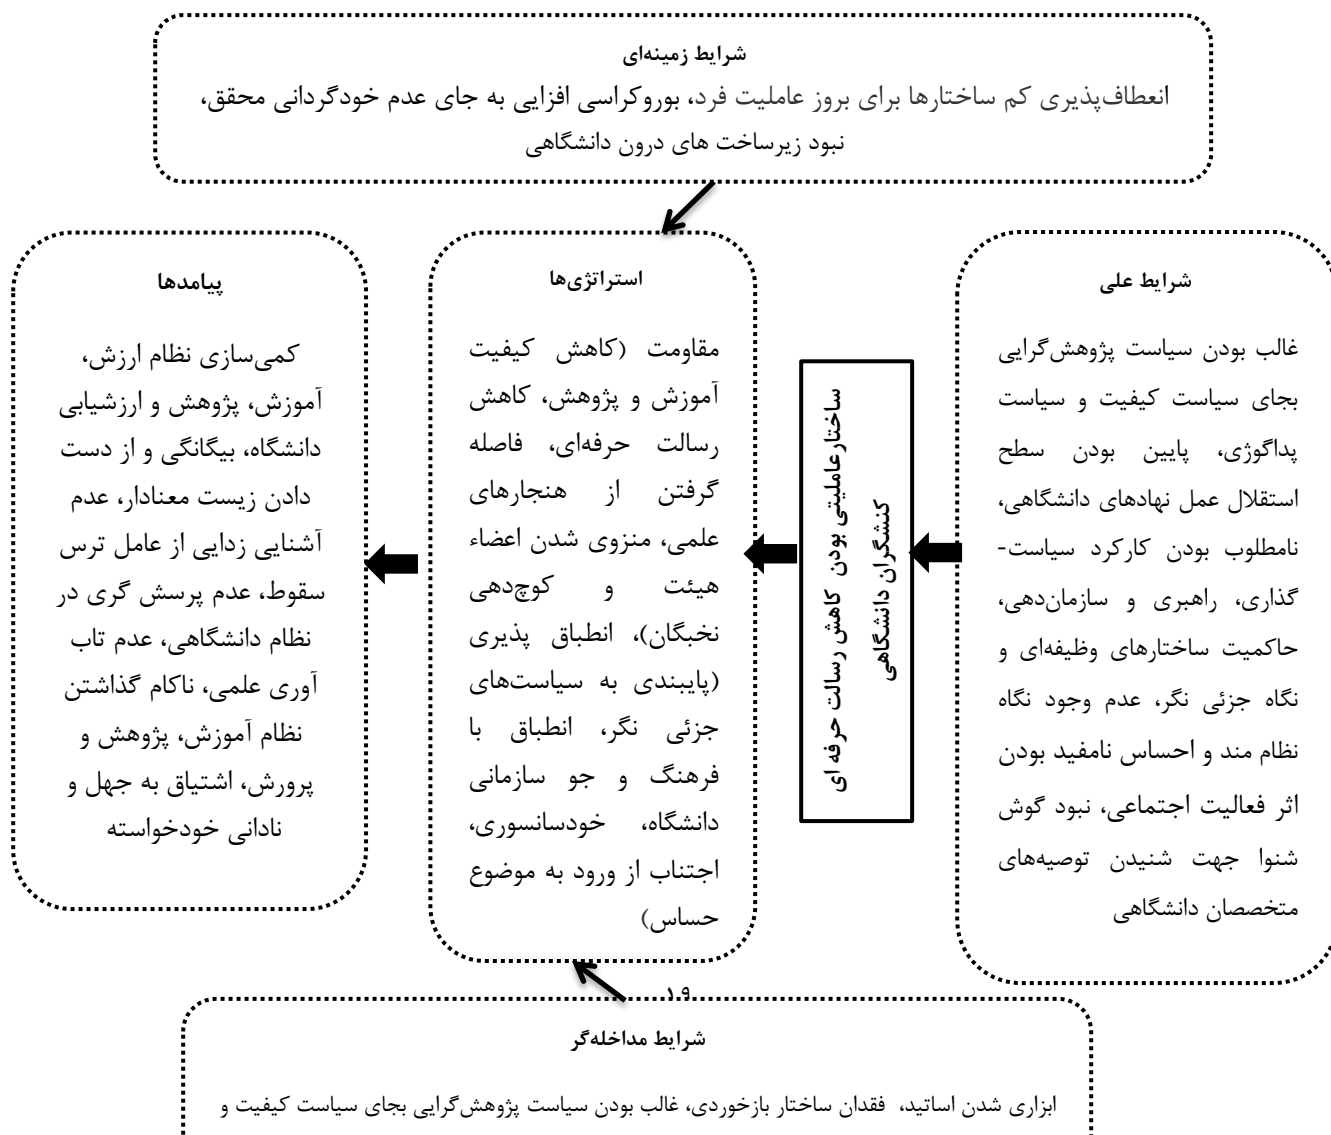 شرایط زمینه‌ای
انعطاف‌پذیری کم ساختارها برای بروز عاملیت فرد، بوروکراسی افزایی به جای عدم خودگردانی محقق،
نبود زیرساخت های درون دانشگاهی
شرایط علی
غالب بودن سیاست پژوهش‌گرایی
بجای سیاست کیفیت و سیاست
پداگوژی، پایین بودن سطح
استقلال عمل نهادهای دانشگاهی،
نامطلوب بودن کارکرد سیاست-
گذاری، راهبری و سازمان‌دهی،
حاکمیت ساختارهای وظیفه‌ای و
نگاه جزئی نگر، عدم وجود نگاه
نظام مند و احساس نامفید بودن
اثر فعالیت اجتماعی، نبود گوش
شنوا جهت شنیدن توصیه‌های
متخصصان دانشگاهی
ساختارعاملیتی بودن کاهش رسالت حرفه ای
کنشگران دانشگاهی
استراتژی‌ها
مقاومت (کاهش کیفیت
آموزش و پژوهش، کاهش
رسالت حرفه‌ای، فاصله
گرفتن از هنجارهای
علمی، منزوی شدن اعضاء
هیئت و کوچ‌دهی
نخبگان)، انطباق پذیری
(پایبندی به سیاست‌های
جزئی نگر، انطباق با
فرهنگ و جو سازمانی
دانشگاه، خودسانسوری،
اجتناب از ورود به موضوع
حساس)
پیامدها
کمی‌سازی نظام ارزش،
آموزش، پژوهش و ارزشیابی
دانشگاه، بیگانگی و از دست
دادن زیست معنادار، عدم
آشنایی زدایی از عامل ترس
سقوط، عدم پرسش گری در
نظام دانشگاهی، عدم تاب
آوری علمی، ناکام گذاشتن
نظام آموزش، پژوهش و
پرورش، اشتیاق به جهل و
نادانی خودخواسته
۱۹
شرایط مداخله‌گر
ابزاری شدن اساتید، فقدان ساختار بازخوردی، غالب بودن سیاست پژوهش‌گرایی بجای سیاست کیفیت و